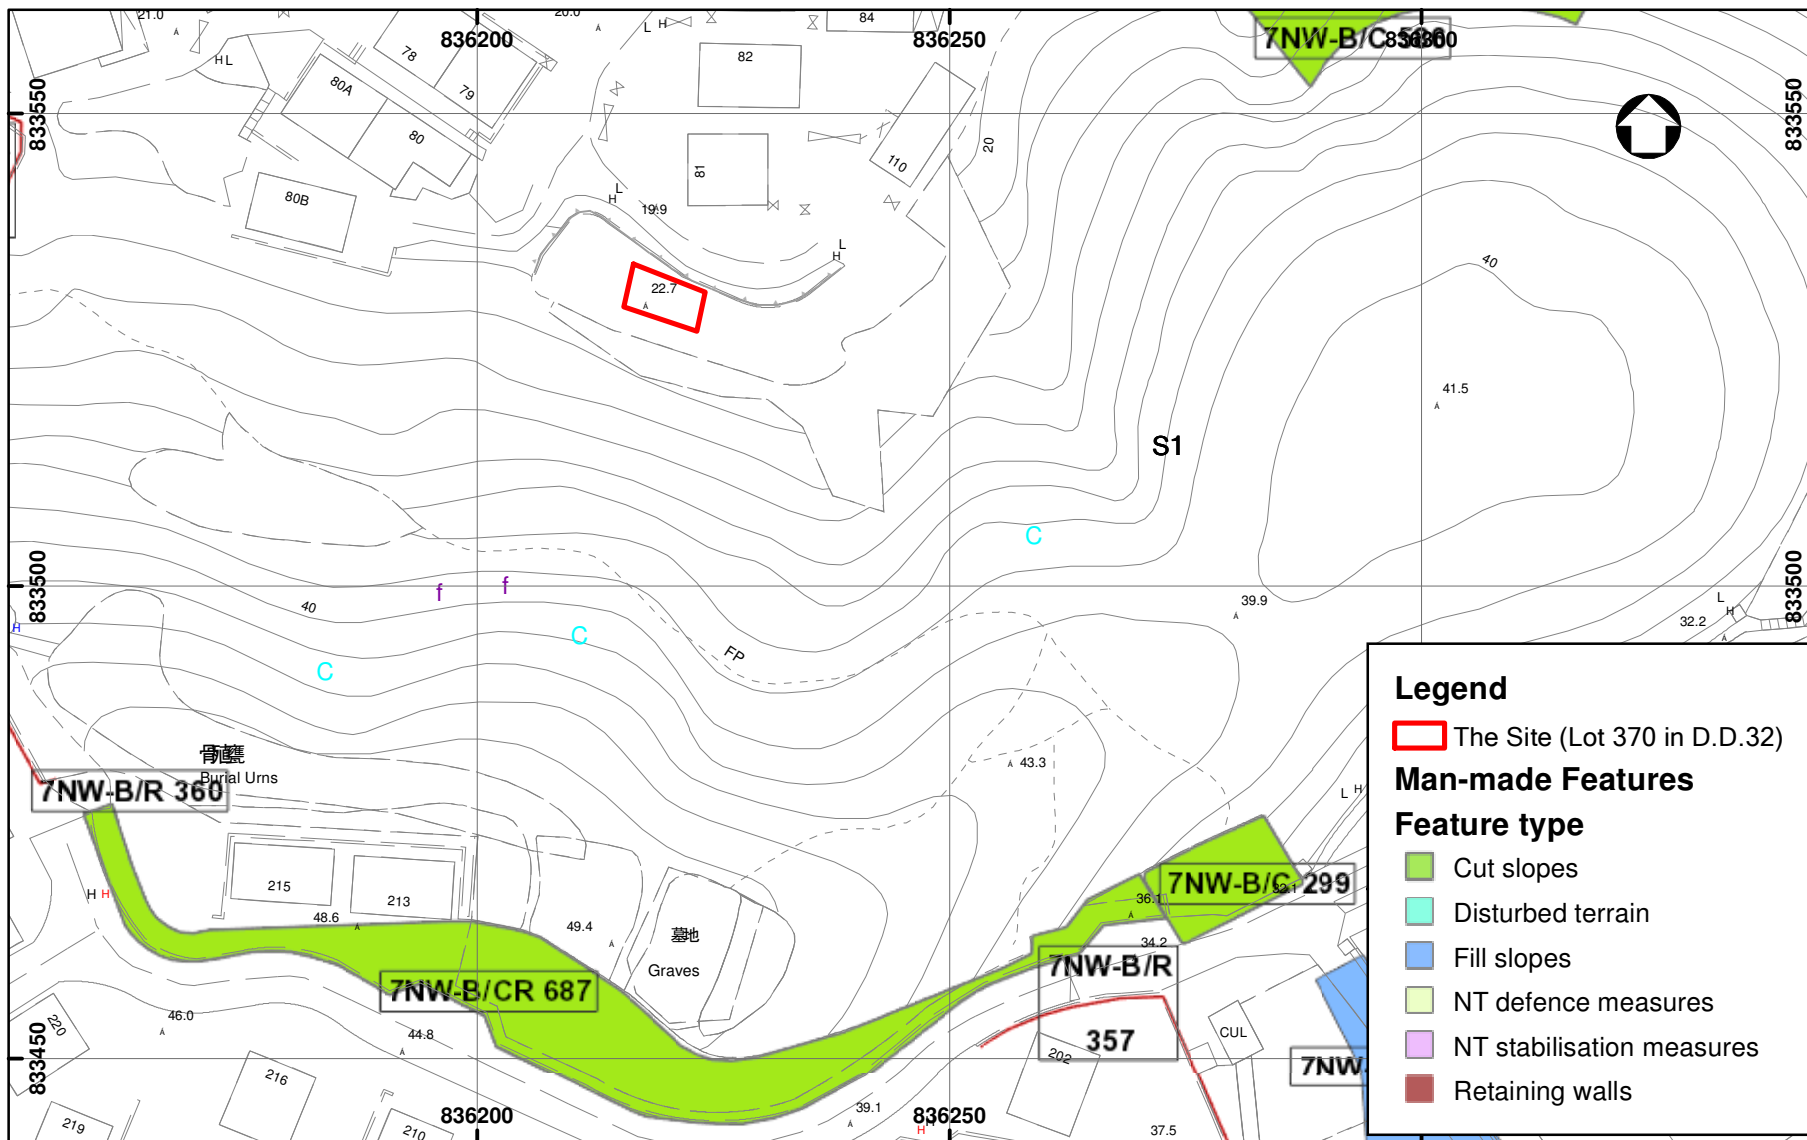 21.0
20.0
L H
84
836200
836250
7NW-B/C
836300
H L
78
82
80A
79
833550
833550
80
20
110
81
80B
L
H
19.9
L
H
40
22.7
41.5
S1
C
833500
833500
f f
40
39.9
L
H
32.2
H
C
FP
C
Legend
The Site (Lot 370 in D.D.32)
Man-made Features
Feature type
Cut slopes
Disturbed terrain
Fill slopes
NT defence measures
NT stabilisation measures
Retaining walls
Burial Urns
43.3
7NW-B/R 360
L H
215
213
7NW-B/C 299
32.1
H H
36.1
48.6
49.4
墓地
34.2
Graves
7NW-B/R
357
7NW-B/CR 687
46.0
220
44.8
CUL
202
7NW-
833450
216
39.1
836200
836250
219
210
H
37.5